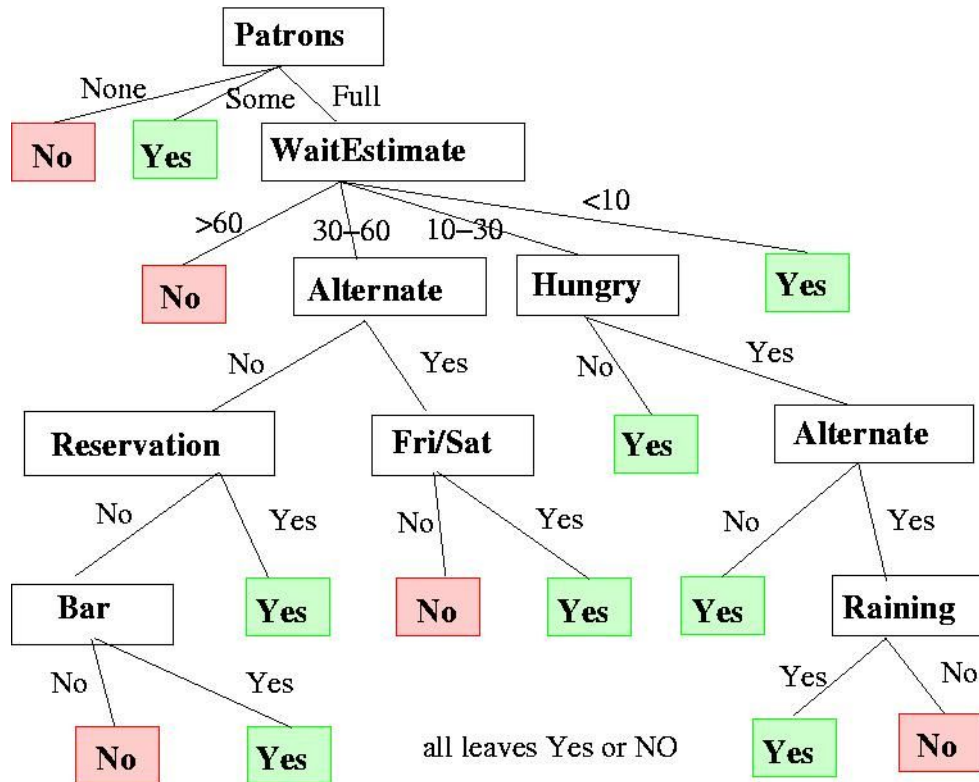 Patrons
None
Some
Full
No
Yes
WaitEstimate
>60
30–60
10–30
<10
No
Alternate
Hungry
Yes
No
Yes
No
Yes
Reservation
Fri/Sat
Yes
Alternate
No
Yes
No
Yes
No
Yes
Bar
Yes
No
Yes
Yes
Raining
No
Yes
Yes
No
No
Yes
all leaves Yes or NO
Yes
No